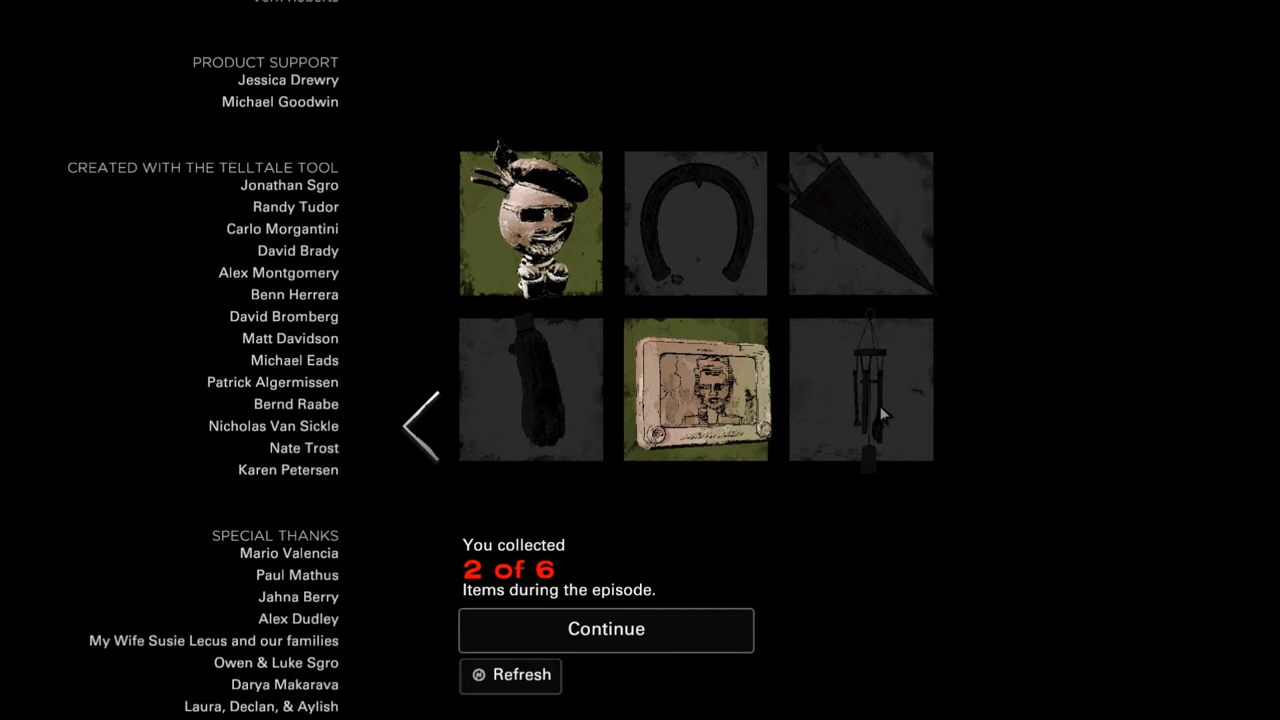 PRODUCT SUPPORT
Jessica Drewry
Michael Goodwin
CREATED WITH THE TELLTALE TOOL
Jonathan Sgro
Randy Tudor
Carlo Morgantini
David Brady
Alex Montgomery
Benn Herrera
David Bromberg
Matt Davidson
Michael Eads
Patrick Algermissen
Bernd Raabe
Nicholas Van Sickle
Nate Trost
Karen Petersen
SPECIAL THANKS
Mario Valencia
Paul Mathus
Jahna Berry
Alex Dudley
My Wife Susie Lecus and our families
Owen & Luke Sgro
Darya Makarava
Laura, Declan, & Aylish
You collected
2 of 6
Items during the episode.
Continue
Refresh